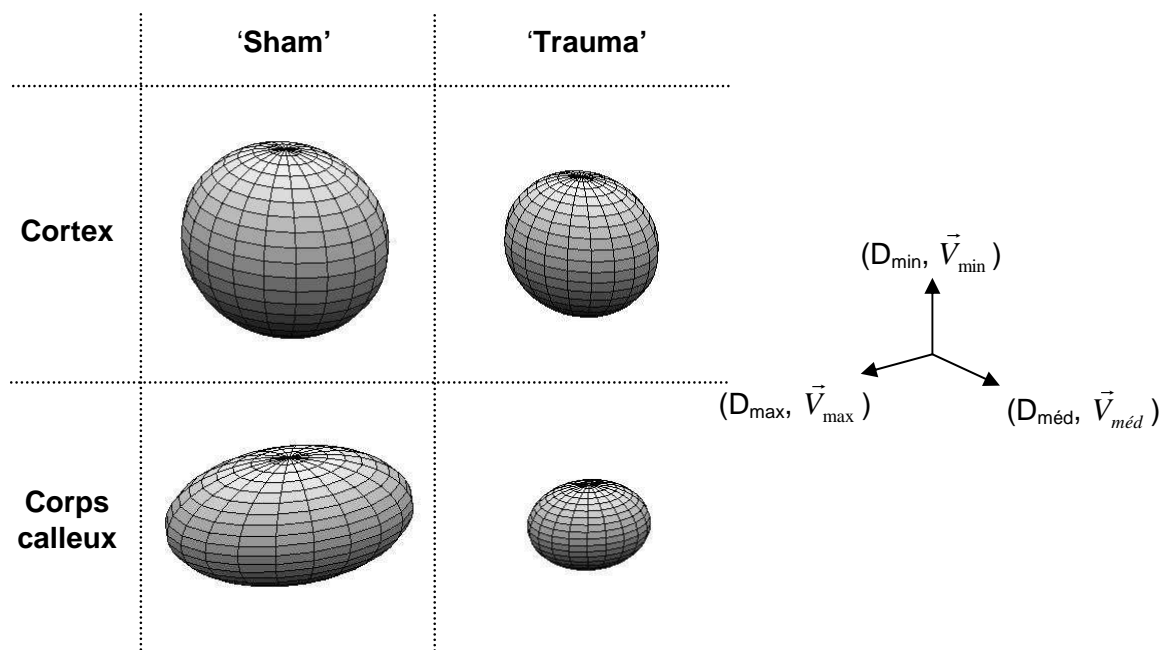 ‘Sham’
‘Trauma’
Cortex
(Dmin, V⃗min)
(Dmax, V⃗max)
(Dméd, V⃗méd)
Corps
calleux